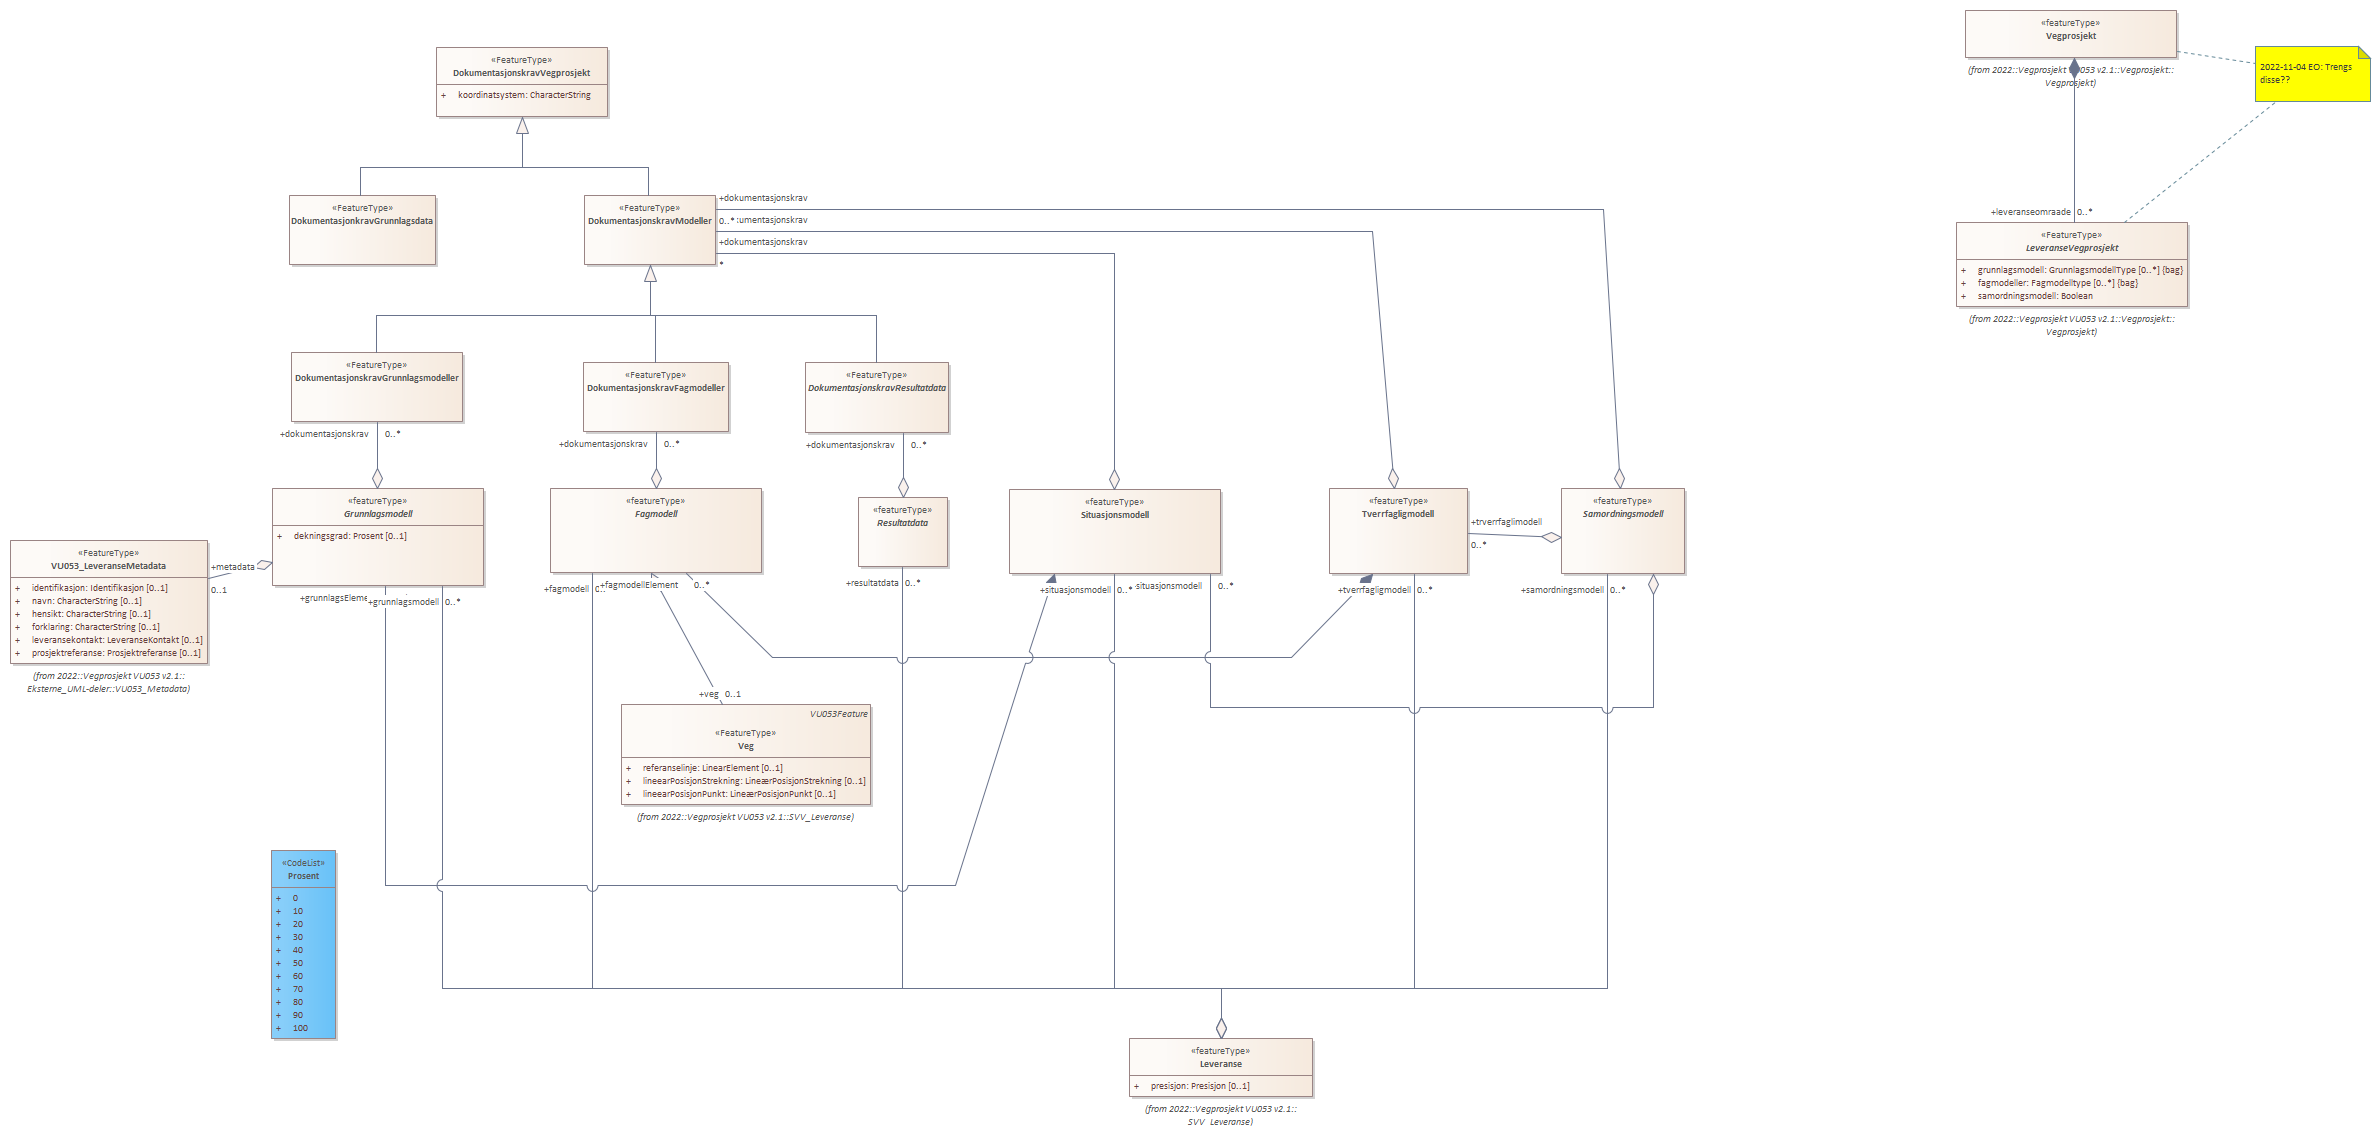 «FeatureType»
DokumentasjonskravVegprosjekt
+ koordinatsystem: CharacterString
«featureType»
Vegprosjekt
(from 2022::Vegprosjekt VU053 v2.1::Vegprosjekt::
Vegprosjekt)
2022-11-04 EO: Trengs
disse??
+leveranseomraade 0..*
«FeatureType»
LeveranseVegprosjekt
+ grunnlagsmodell: GrunnlagsmodellType [0..*] {bag}
+ fagmodeller: Fagmodelltype [0..*] {bag}
+ samordningsmodell: Boolean
(from 2022::Vegprosjekt VU053 v2.1::Vegprosjekt::
Vegprosjekt)
«FeatureType»
DokumentasjonkravGrunnlagsdata
«FeatureType»
DokumentasjonskravModeller
+dokumentasjonskrav
0..* :umentasjonskrav
+dokumentasjonskrav
*
«FeatureType»
DokumentasjonskravGrunnlagsmodeller
+dokumentasjonskrav 0..*
«FeatureType»
DokumentasjonskravFagmodeller
+dokumentasjonskrav 0..*
«FeatureType»
DokumentasjonskravResultatdata
+dokumentasjonskrav 0..*
«featureType»
Grunnlagsmodell
+ dekningsgrad: Prosent [0..1]
«featureType»
Fagmodell
«featureType»
Resultatdata
«featureType»
Situasjonsmodell
«featureType»
Tverrfagligmodell
+trverrfaglimodell
0..*
«featureType»
Samordningsmodell
«FeatureType»
VU053_LeveranseMetadata
+ identifikasjon: Identifikasjon [0..1]
+ navn: CharacterString [0..1]
+ hensikt: CharacterString [0..1]
+ forklaring: CharacterString [0..1]
+ leveransekontakt: LeveranseKontakt [0..1]
+ prosjektreferanse: Prosjektreferanse [0..1]
(from 2022::Vegprosjekt VU053 v2.1::
Eksterne_UML-deler::VU053_Metadata)
+metadata
0..1
+grunnlagsEleme
+grunnlagsmodell 0..*
+fagmodell
+fagmodellElement 0..*
+resultatdata 0..*
+situasjonsmodell 0..*
situasjonsmodell 0..*
+tverrfagligmodell 0..*
+samordningsmodell 0..*
+veg 0..1
VU053Feature
«FeatureType»
Veg
+ referanselinje: LinearElement [0..1]
+ lineearPosisjonStrekning: LineærPosisjonStrekning [0..1]
+ lineearPosisjonPunkt: LineærPosisjonPunkt [0..1]
(from 2022::Vegprosjekt VU053 v2.1::SVV_Leveranse)
«CodeList»
Prosent
+ 0
+ 10
+ 20
+ 30
+ 40
+ 50
+ 60
+ 70
+ 80
+ 90
+ 100
«featureType»
Leveranse
+ presisjon: Presisjon [0..1]
(from 2022::Vegprosjekt VU053 v2.1::
SVV_Leveranse)